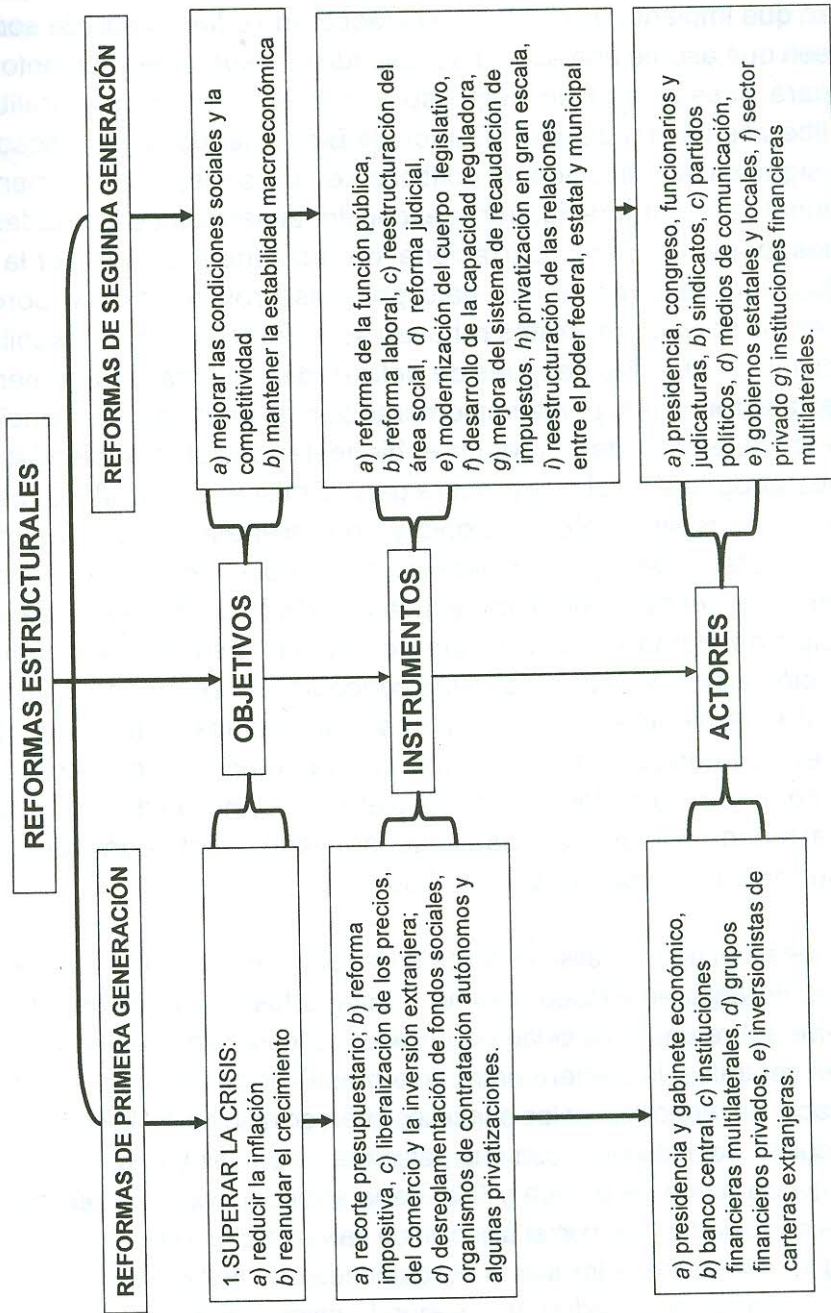 REFORMAS ESTRUCTURALES
REFORMAS DE PRIMERA GENERACIÓN
REFORMAS DE SEGUNDA GENERACIÓN
1.SUPERAR LA CRISIS:
a) reducir la inflación
b) reanudar el crecimiento
OBJETIVOS
a) mejorar las condiciones sociales y la
competitividad
b) mantener la estabilidad macroeconómica
a) recorte presupuestario; b) reforma
impositiva, c) liberalización de los precios,
del comercio y la inversión extranjera;
d) desreglamentación de fondos sociales,
organismos de contratación autónomos y
algunas privatizaciones.
INSTRUMENTOS
a) reforma de la función pública,
b) reforma laboral, c) reestructuración del
área social, d) reforma judicial,
e) modernización del cuerpo legislativo,
f) desarrollo de la capacidad reguladora,
g) mejora del sistema de recaudación de
impuestos, h) privatización en gran escala,
i) reestructuración de las relaciones
entre el poder federal, estatal y municipal
a) presidencia y gabinete económico,
b) banco central, c) instituciones
financieras multilaterales, d) grupos
financieros privados, e) inversionistas de
carteras extranjeras.
ACTORES
a) presidencia, congreso, funcionarios y
judicaturas, b) sindicatos, c) partidos
políticos, d) medios de comunicación,
e) gobiernos estatales y locales, f) sector
privado g) instituciones financieras
multilaterales.